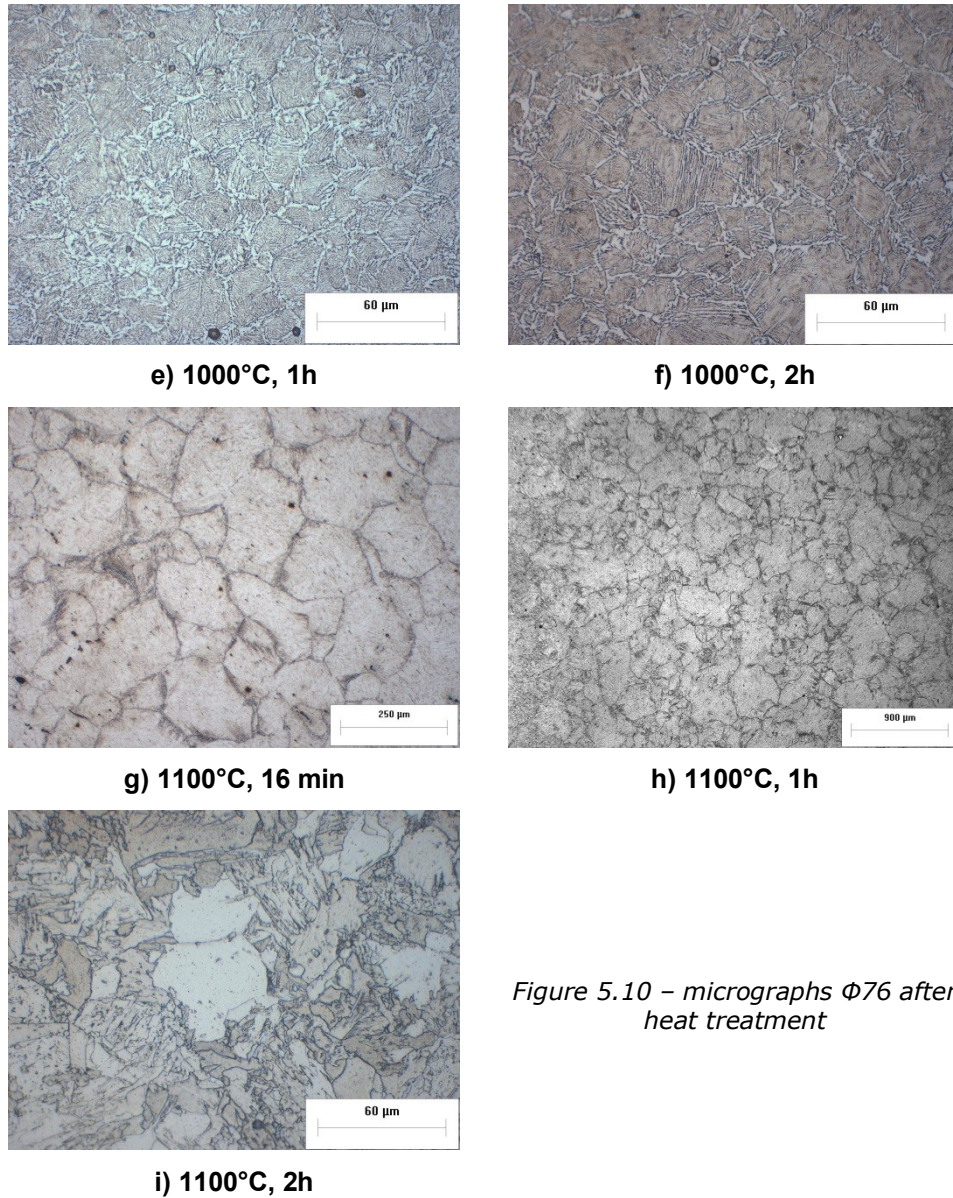 60 µm
60 µm
e) 1000°C, 1h
f) 1000°C, 2h
250 µm
900 µm
g) 1100°C, 16 min
h) 1100°C, 1h
60 µm
Figure 5.10 – micrographs Φ76 after
heat treatment
i) 1100°C, 2h